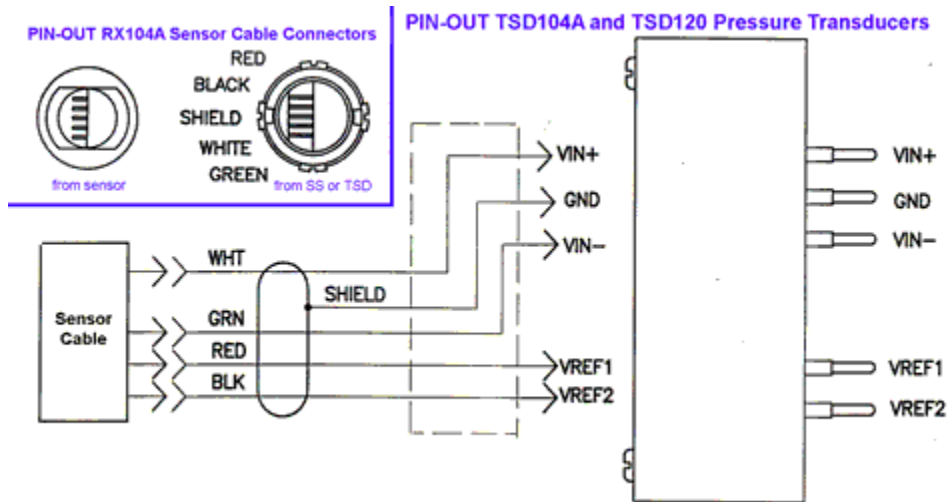 PIN-OUT TSD104A and TSD120 Pressure Transducers
PIN-OUT RX104A Sensor Cable Connectors
RED
BLACK
SHIELD
WHITE
GREEN
from sensor
from SS or TSD
VIN+
GND
VIN-
VIN+
GND
VIN-
WHT
SHIELD
Sensor
Cable
GRN
RED
BLK
VREF1
VREF2
VREF1
VREF2